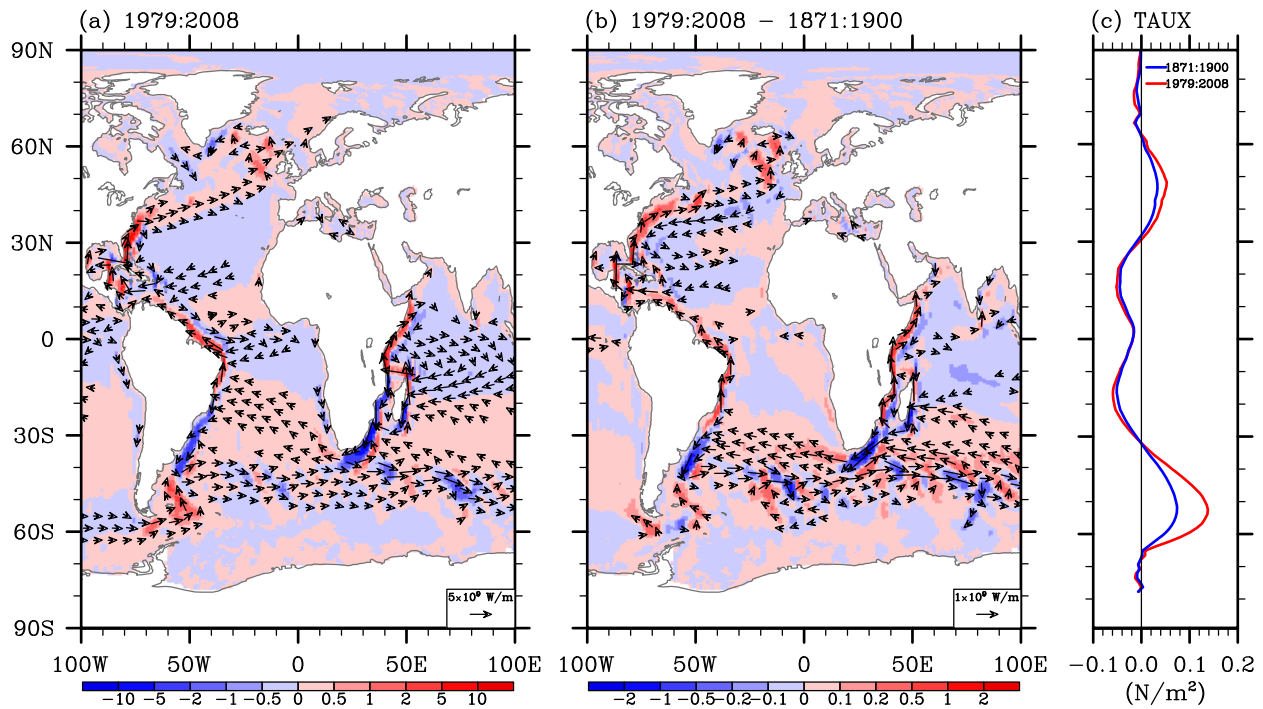 (a) 1979:2008
(b) 1979:2008 − 1871:1900
(c) TAUX
90N
60N
30N
0
30S
60S
90S
1871:1900
1979:2008
5×10⁹ W/m
1×10⁹ W/m
100W 50W 0 50E 100E
100W 50W 0 50E 100E
−0.1 0.0 0.1 0.2
(N/m²)
−10 −5 −2 −1 −0.5 0 0.5 1 2 5 10
−2 −1 −0.5 −0.2 −0.1 0 0.1 0.2 0.5 1 2